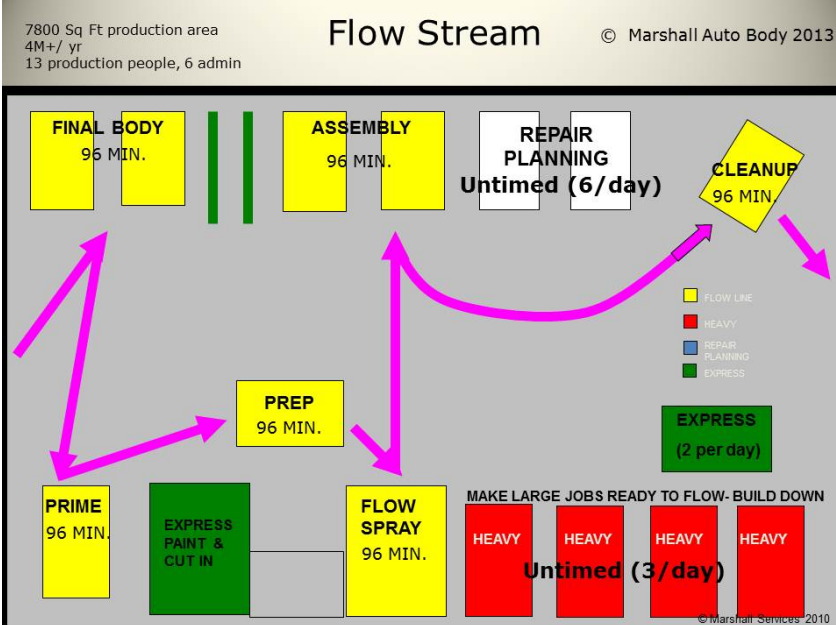 7800 Sq Ft production area
4M+/ yr
13 production people, 6 admin
Flow Stream
© Marshall Auto Body 2013
FINAL BODY
96 MIN.
ASSEMBLY
96 MIN.
REPAIR
PLANNING
Untimed (6/day)
CLEANUP
96 MIN.
FLOW LINE
HEAVY
REPAIR
PLANNING
EXPRESS
PREP
96 MIN.
EXPRESS
(2 per day)
PRIME
96 MIN.
EXPRESS
PAINT &
CUT IN
FLOW
SPRAY
96 MIN.
MAKE LARGE JOBS READY TO FLOW- BUILD DOWN
HEAVY
HEAVY
HEAVY
HEAVY
Untimed (3/day)
© Marshall Services 2010